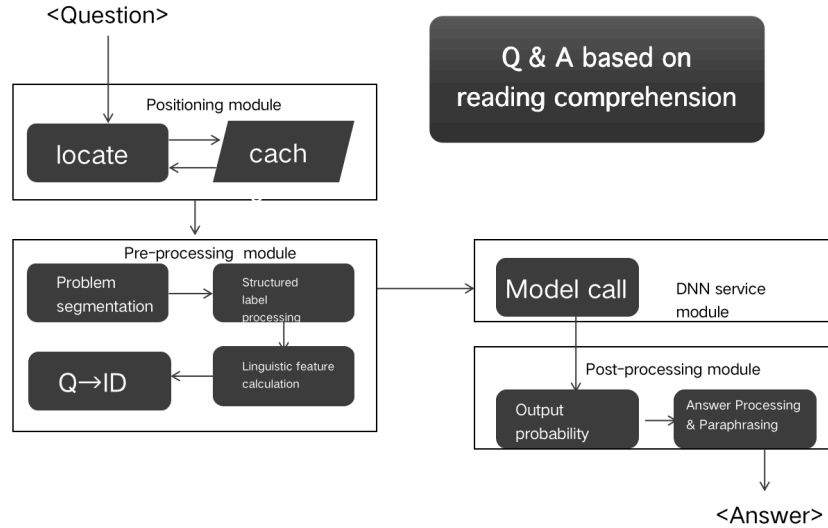 <Question>
Q & A based on
reading comprehension
Positioning module
locate
cach
Pre-processing module
Problem
segmentation
Structured
label
processing
Linguistic feature
calculation
Q→ID
Model call
DNN service
module
Post-processing module
Output
probability
Answer Processing
& Paraphrasing
<Answer>